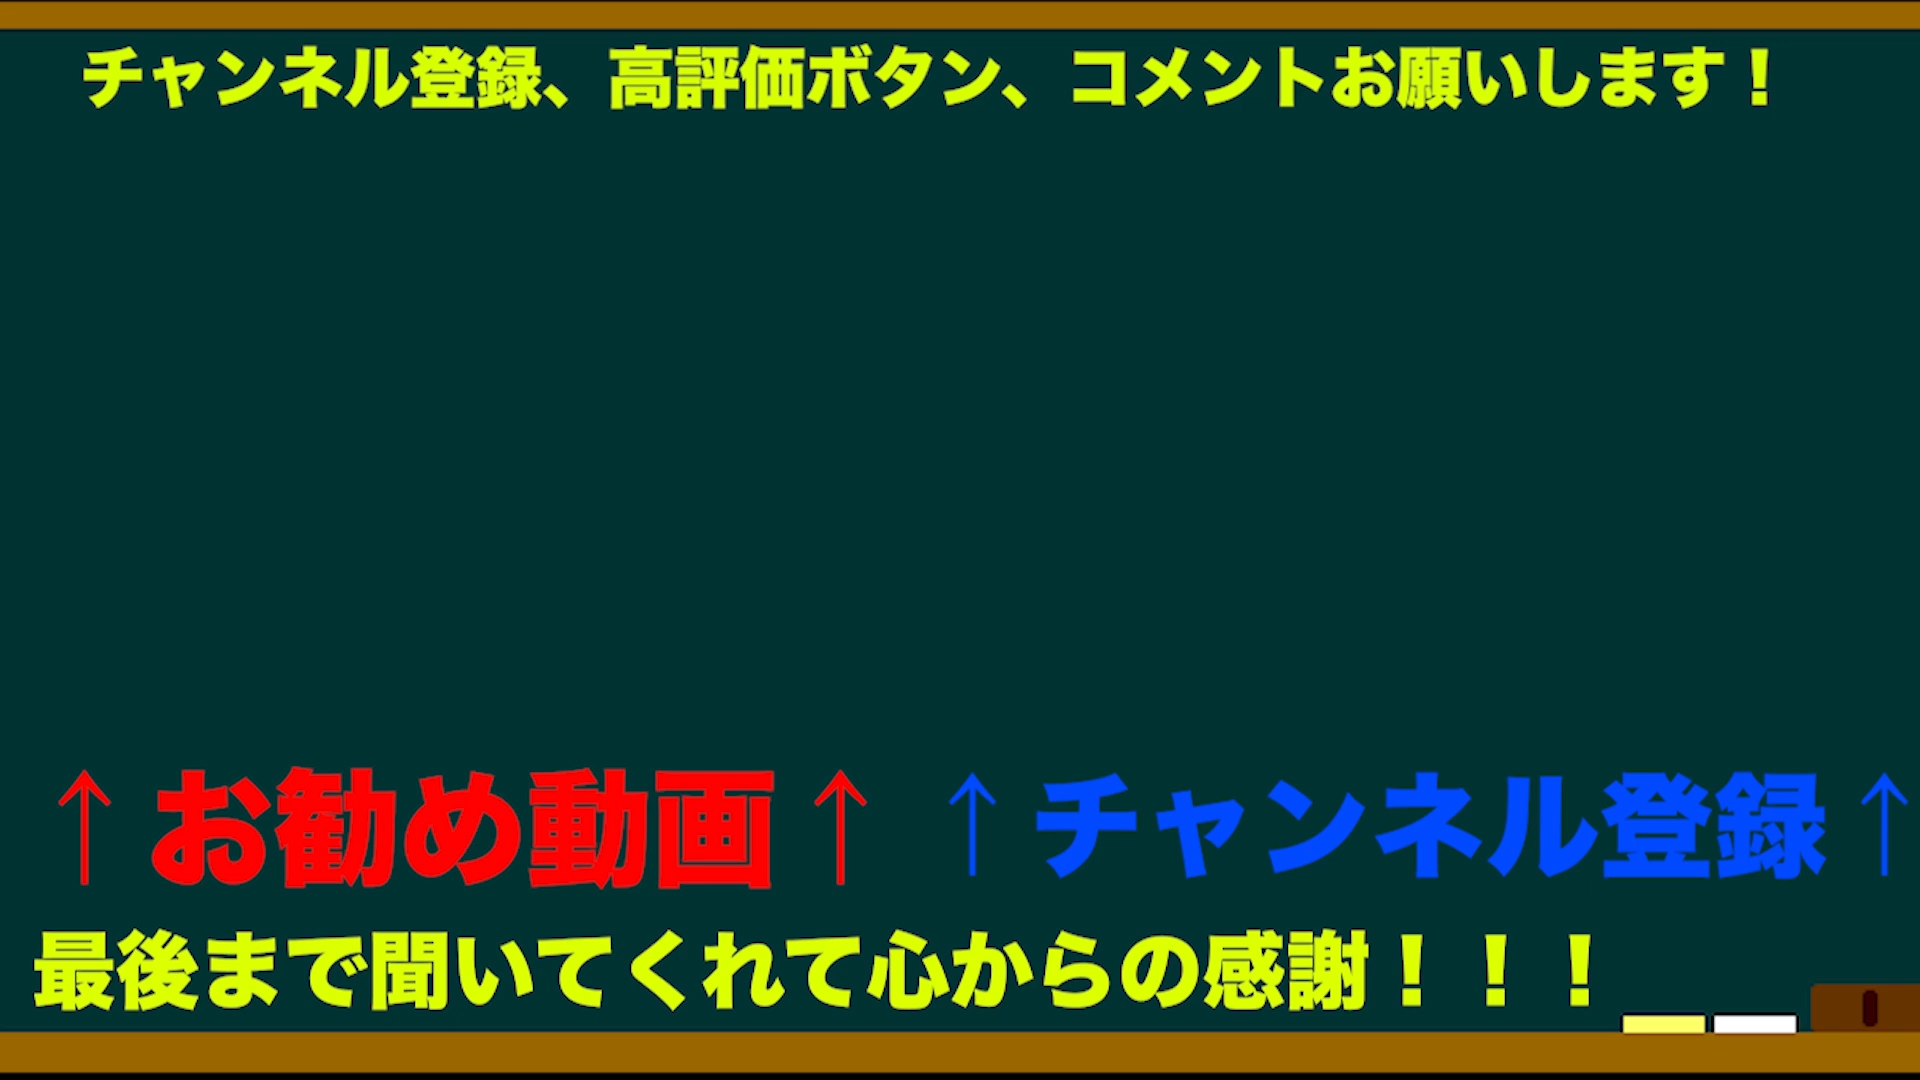 チャンネル登録、高評価ボタン、コメントお願いします！
↑お勧め動画↑ ↑チャンネル登録↑
最後まで聞いてくれて心からの感謝！！！